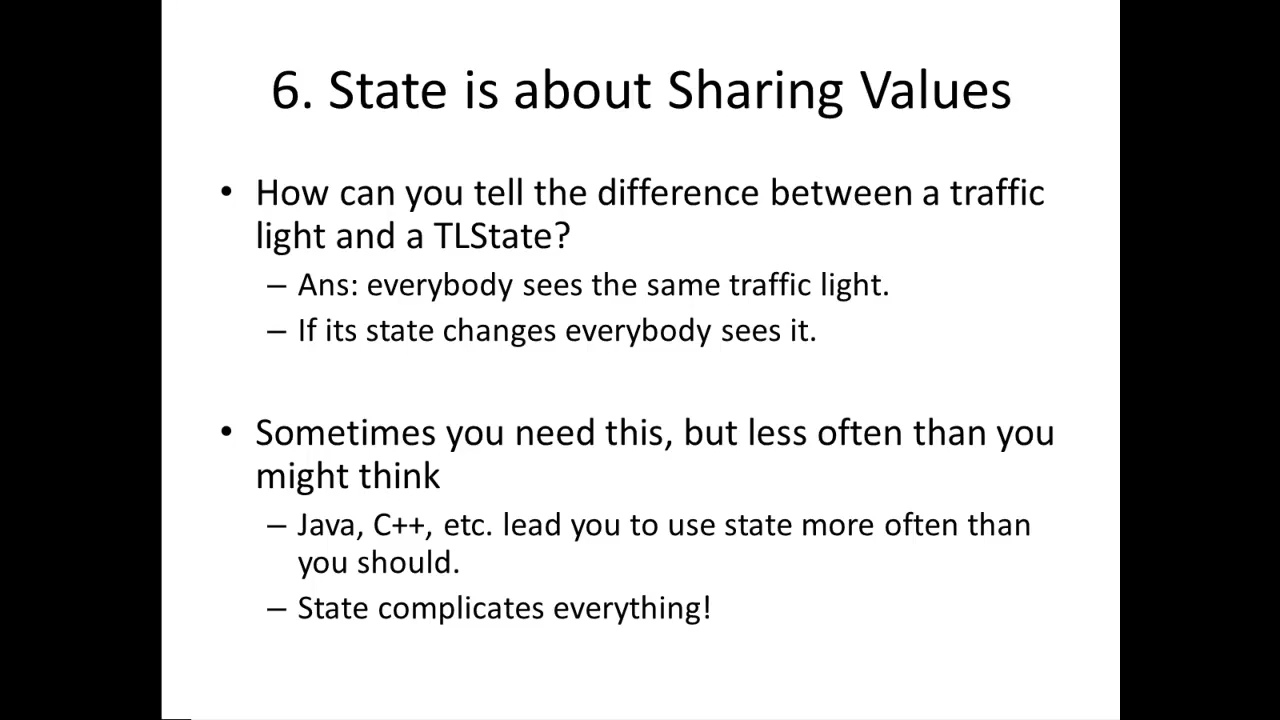 6. State is about Sharing Values
• How can you tell the difference between a traffic
light and a TLState?
– Ans: everybody sees the same traffic light.
– If its state changes everybody sees it.
• Sometimes you need this, but less often than you
might think
– Java, C++, etc. lead you to use state more often than
you should.
– State complicates everything!